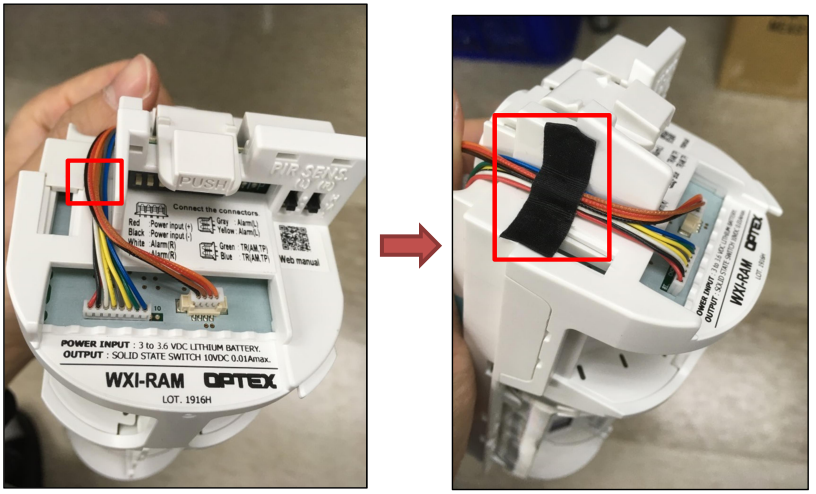 PUSH
PIR SENS.
Connect the connectors.
Red :Power input (+)
Black :Power input (-)
White :Alarm(R)
:Alarm(R)
Gray :Alarm(L)
Yellow :Alarm(L)
Green :TR(AM,TP)
Blue :TR(AM,TP)
Web manual
10
POWER INPUT : 3 to 3.6 VDC LITHIUM BATTERY.
OUTPUT : SOLID STATE SWITCH 10VDC 0.01Amax.
WXI-RAM OPTEX
LOT. 1916H
OWER INPUT : 3 to 3.6 VDC LITHIUM BATTERY.
OUTPUT : SOLID STATE SWITCH 10VDC 0.01Amax.
WXI-RAM OPTEX
LOT. 1916H